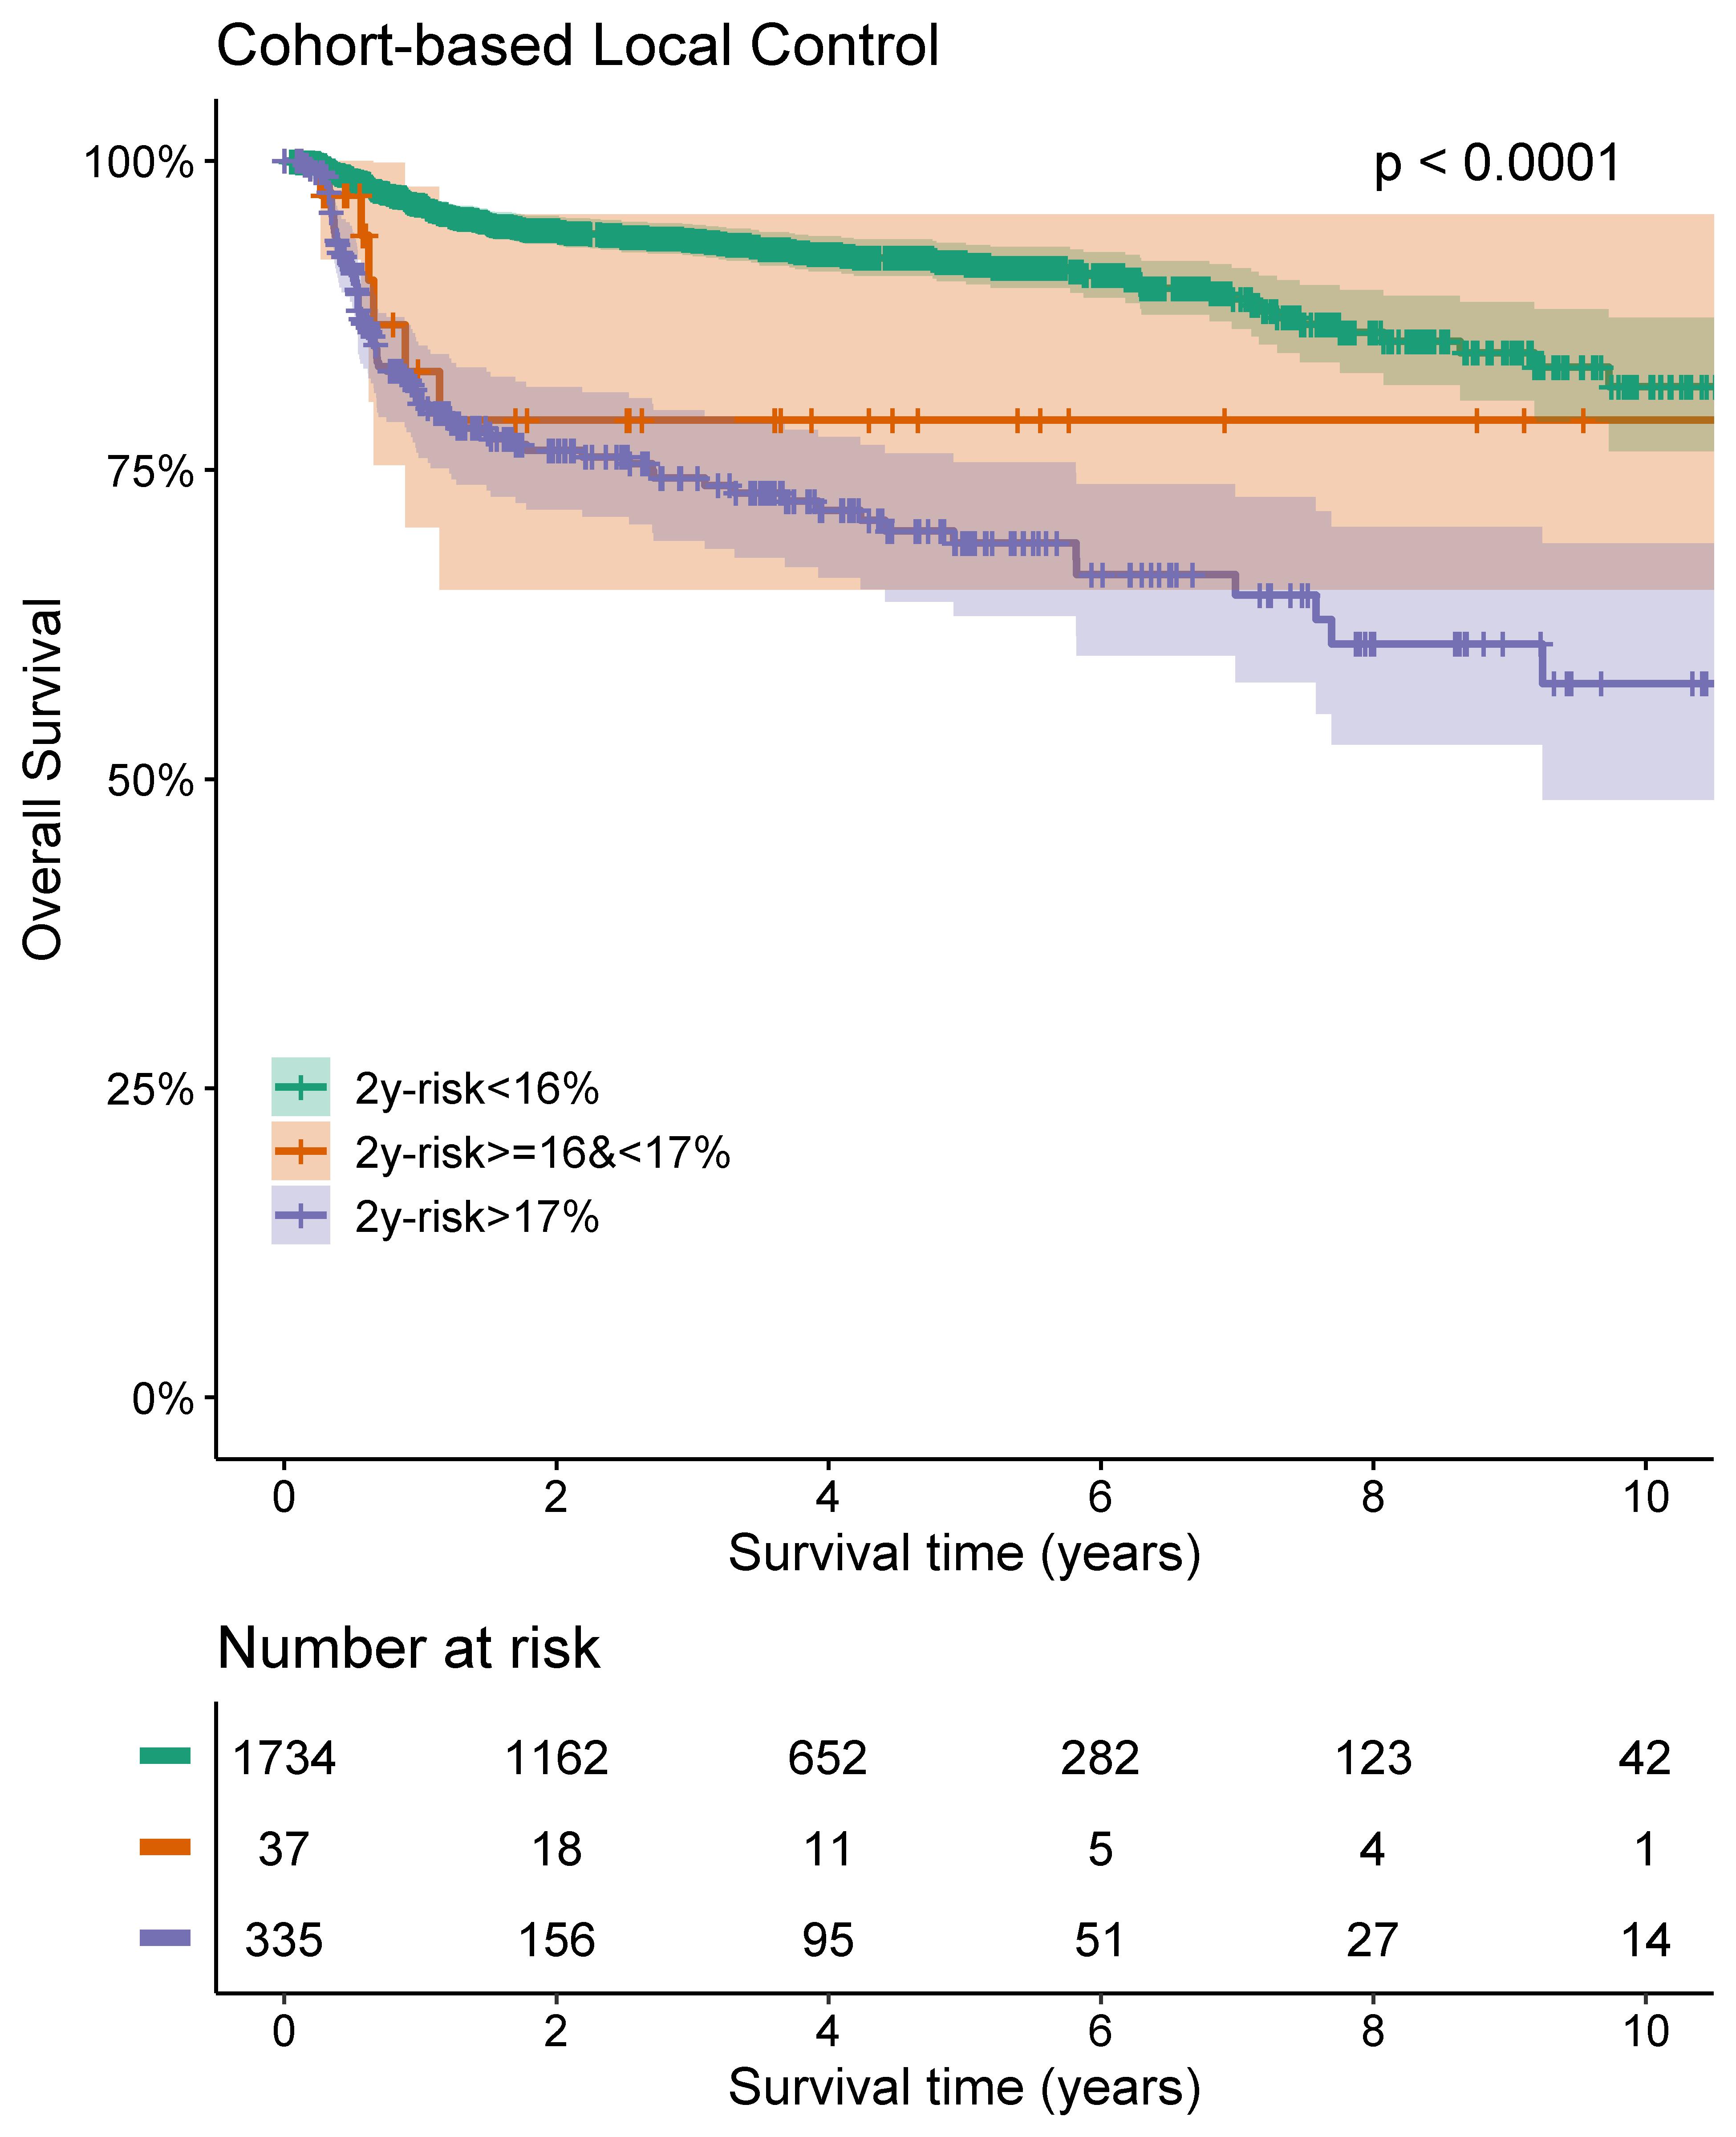 Cohort-based Local Control
p < 0.0001
100%
75%
50%
25%
0%
Overall Survival
2y-risk<16%
2y-risk>=16&<17%
2y-risk>17%
0 2 4 6 8 10
Survival time (years)
Number at risk
1734 1162 652 282 123 42
37 18 11 5 4 1
335 156 95 51 27 14
0 2 4 6 8 10
Survival time (years)